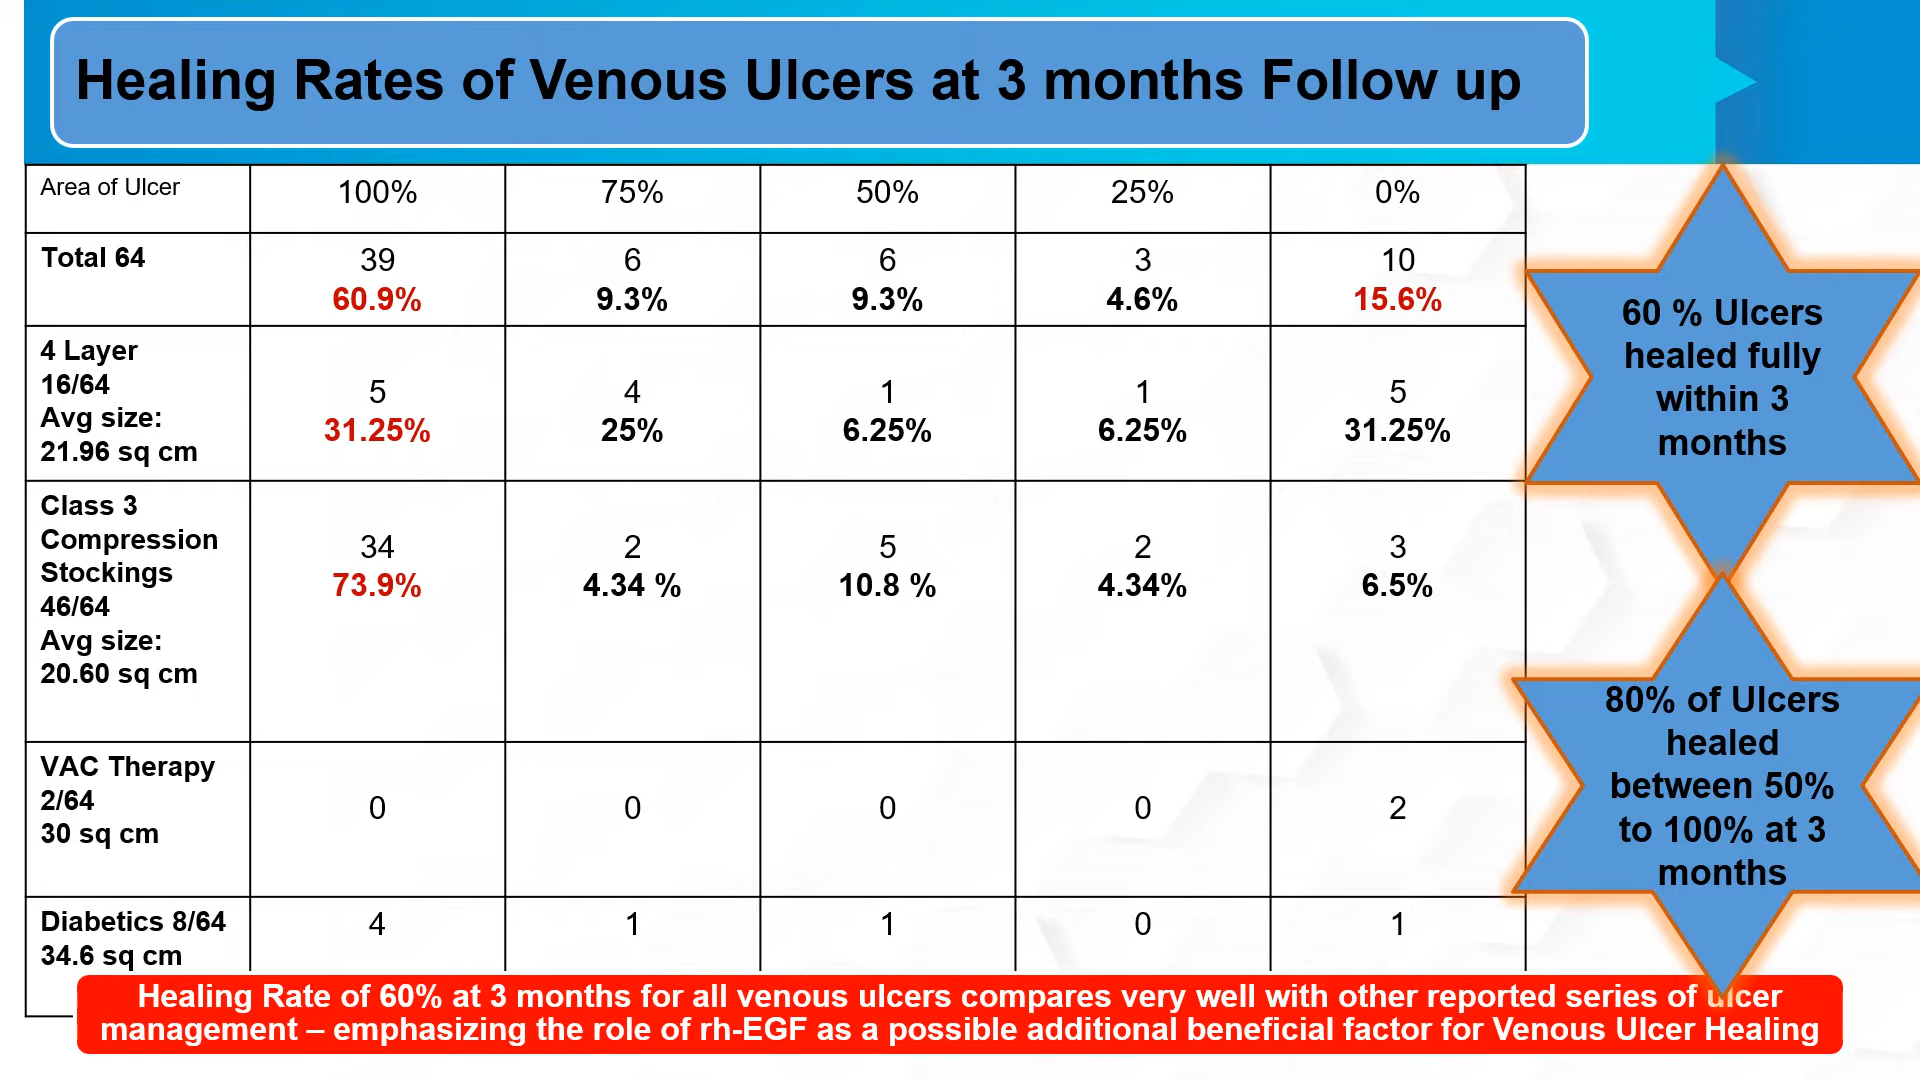 Healing Rates of Venous Ulcers at 3 months Follow up
Area of Ulcer 100% 75% 50% 25% 0%
Total 64 39 6 6 3 10
60.9% 9.3% 9.3% 4.6% 15.6%
4 Layer
16/64
Avg size:
21.96 sq cm
5 4 1 1 5
31.25% 25% 6.25% 6.25% 31.25%
Class 3
Compression
Stockings
46/64
Avg size:
20.60 sq cm
34 2 5 2 3
73.9% 4.34 % 10.8 % 4.34% 6.5%
VAC Therapy
2/64
30 sq cm
0 0 0 0 2
Diabetics 8/64
34.6 sq cm
4 1 1 0 1
60 % Ulcers
healed fully
within 3
months
80% of Ulcers
healed
between 50%
to 100% at 3
months
Healing Rate of 60% at 3 months for all venous ulcers compares very well with other reported series of ulcer
management – emphasizing the role of rh-EGF as a possible additional beneficial factor for Venous Ulcer Healing